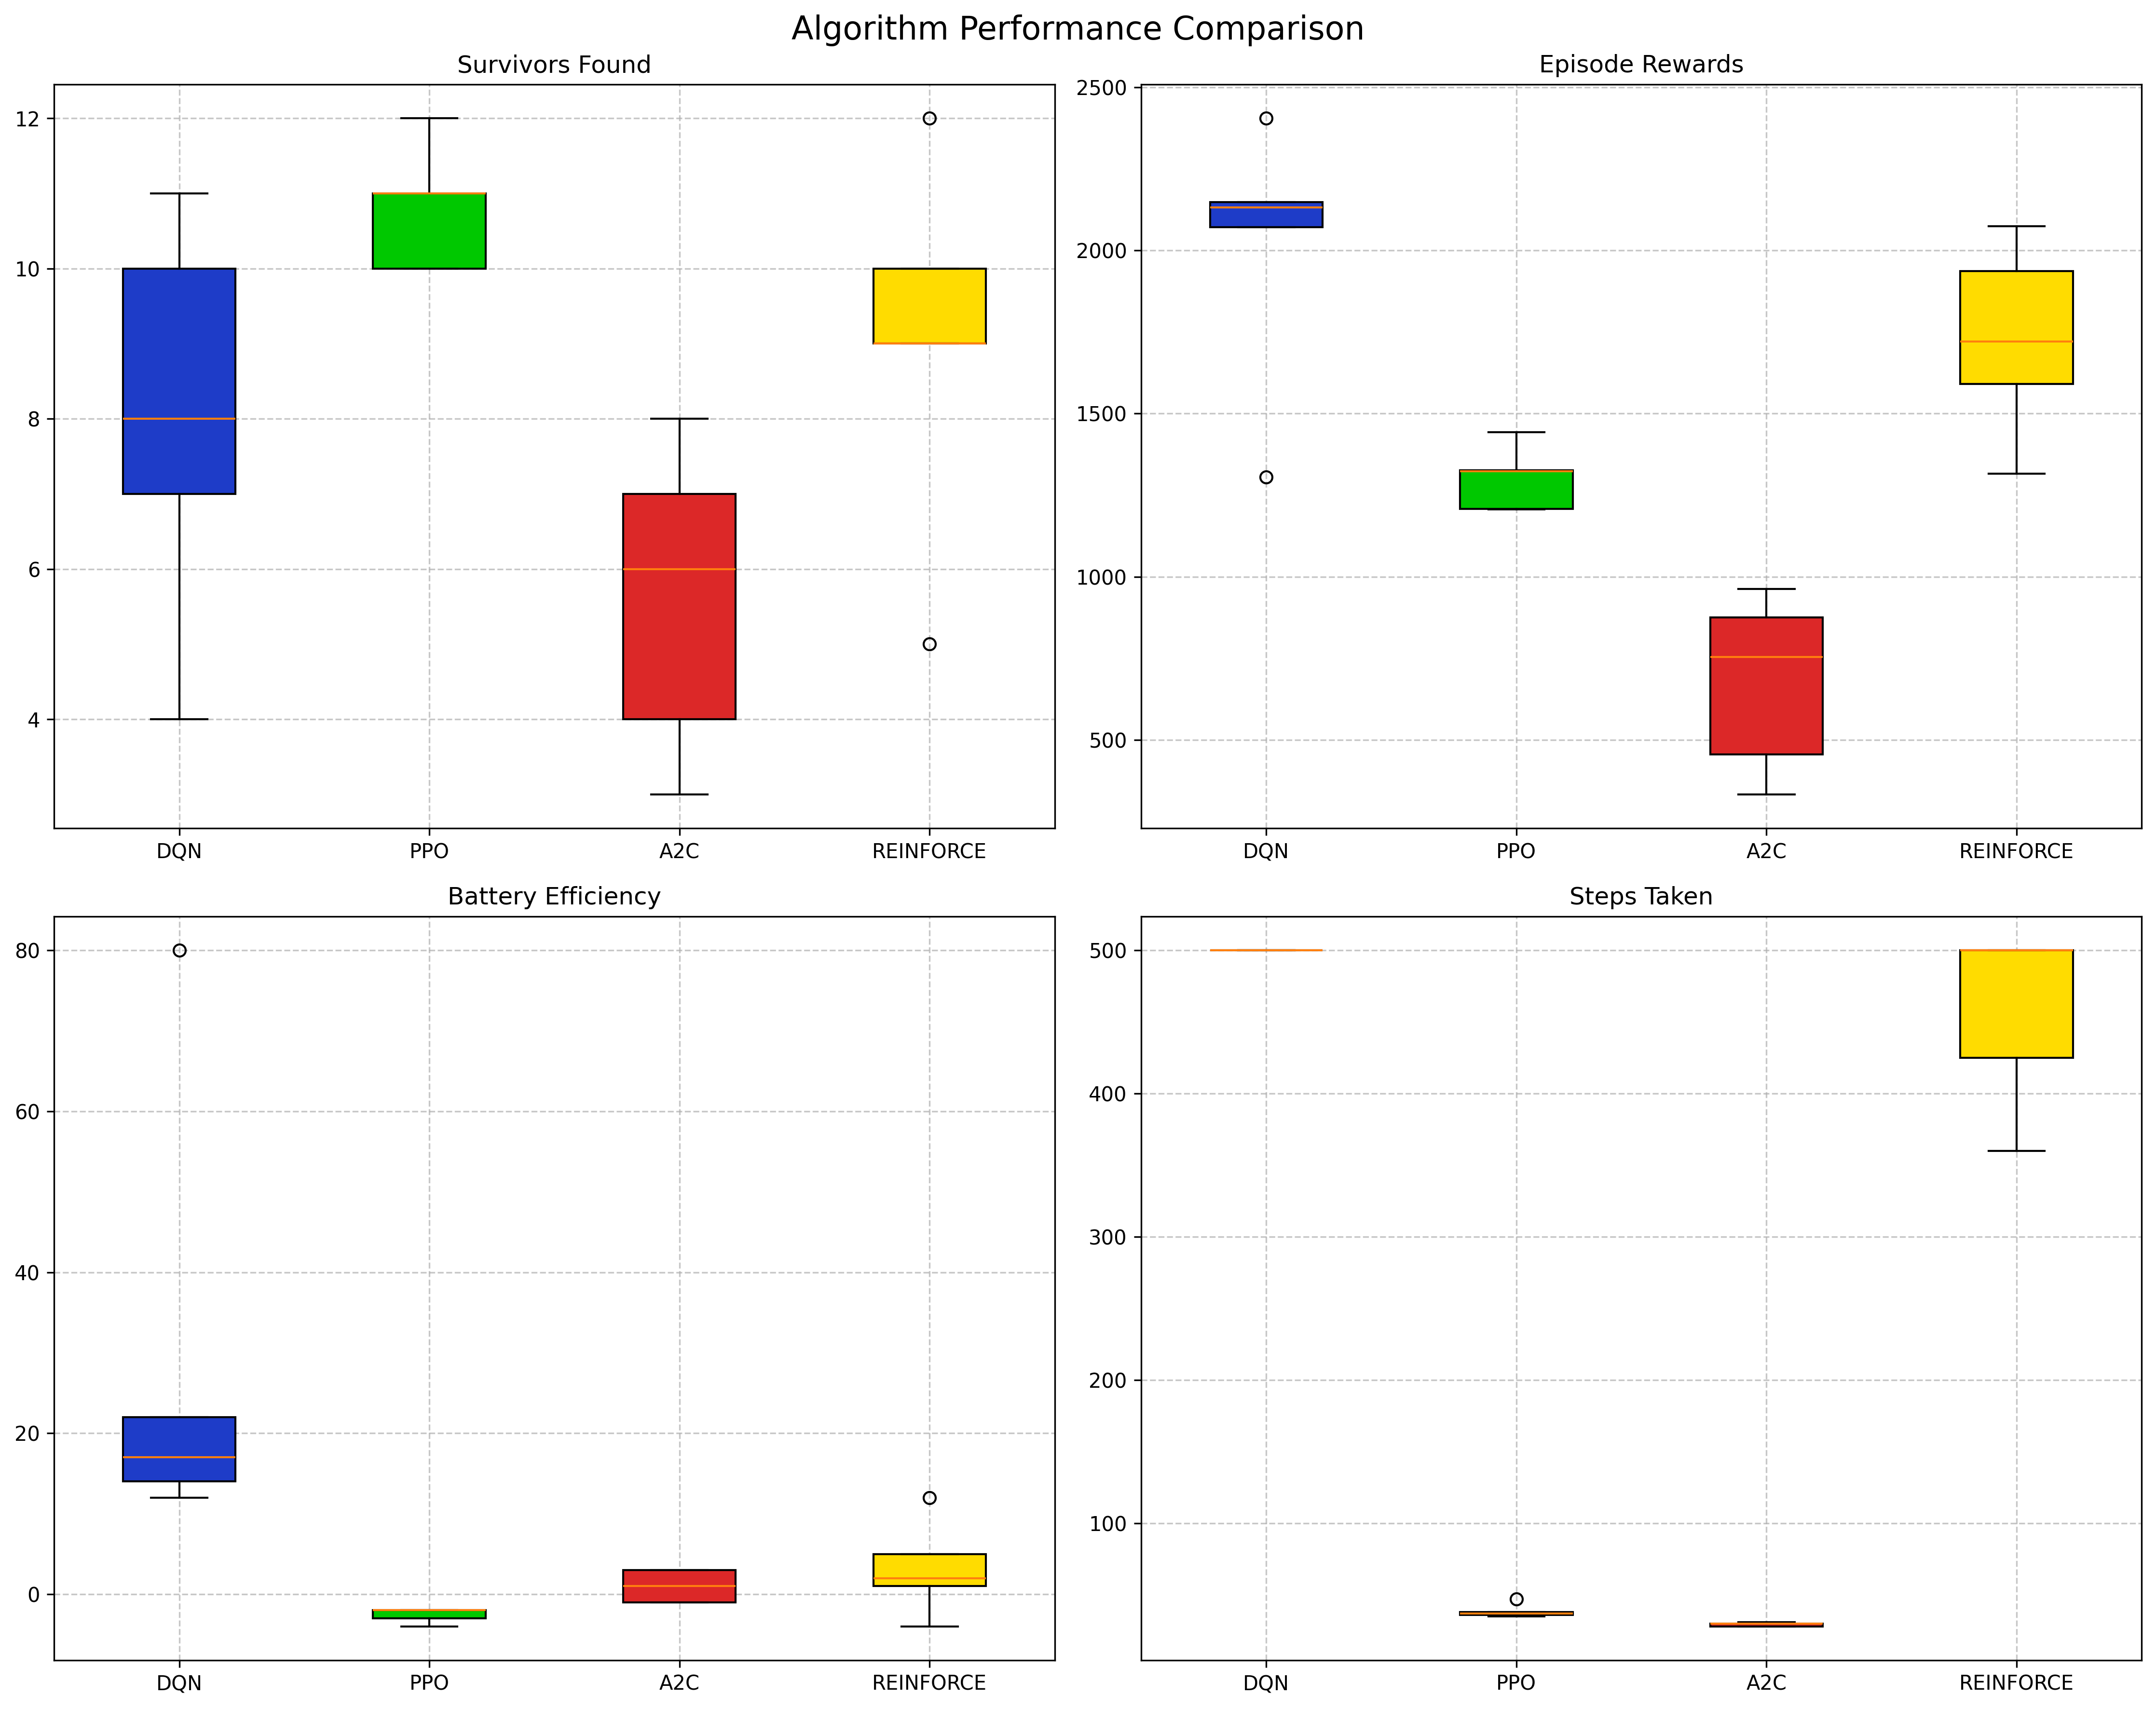 Algorithm Performance Comparison
Survivors Found
12
10
8
6
4
DQN PPO A2C REINFORCE
Episode Rewards
2500
2000
1500
1000
500
DQN PPO A2C REINFORCE
Battery Efficiency
80
60
40
20
0
DQN PPO A2C REINFORCE
Steps Taken
500
400
300
200
100
DQN PPO A2C REINFORCE